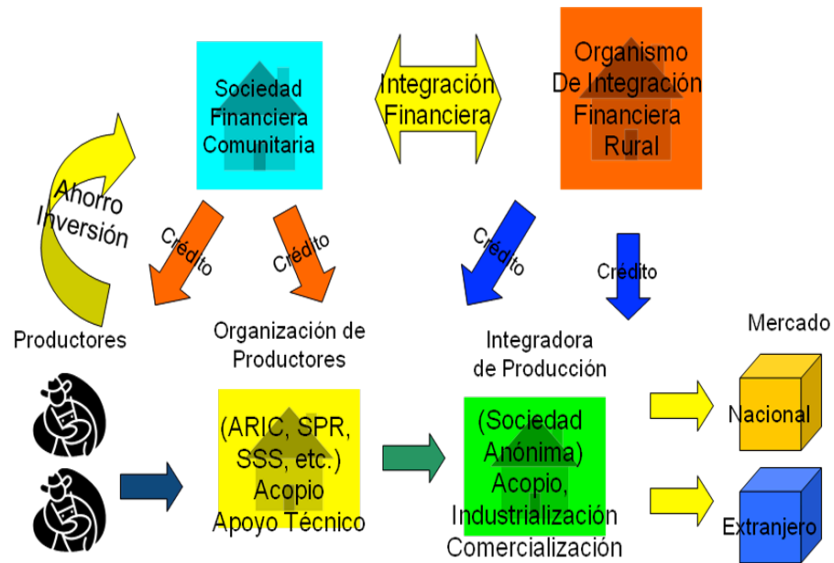 Sociedad
Financiera
Comunitaria
Integración
Financiera
Organismo
De Integración
Financiera
Rural
Ahorro
Inversión
Crédito
Crédito
Crédito
Crédito
Productores
Organización de
Productores
Integradora
de Producción
Mercado
(ARIC, SPR,
SSS, etc.)
Acopio
Apoyo Técnico
(Sociedad
Anónima)
Acopio,
Industrialización
Comercialización
Nacional
Extranjero